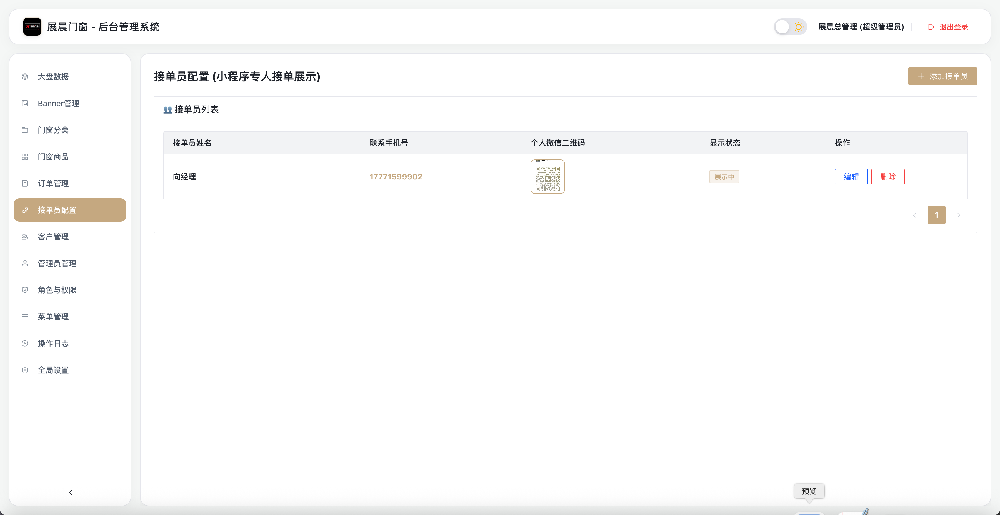 展晨门窗 - 后台管理系统
展晨总管理 (超级管理员)
退出登录
大盘数据
Banner管理
门窗分类
门窗商品
订单管理
接单员配置
客户管理
管理员管理
角色与权限
菜单管理
操作日志
全局设置
接单员配置 (小程序专人接单展示)
添加接单员
接单员列表
接单员姓名 联系手机号 个人微信二维码 显示状态 操作
向经理 17771599902 展示中 编辑 删除
1
预览